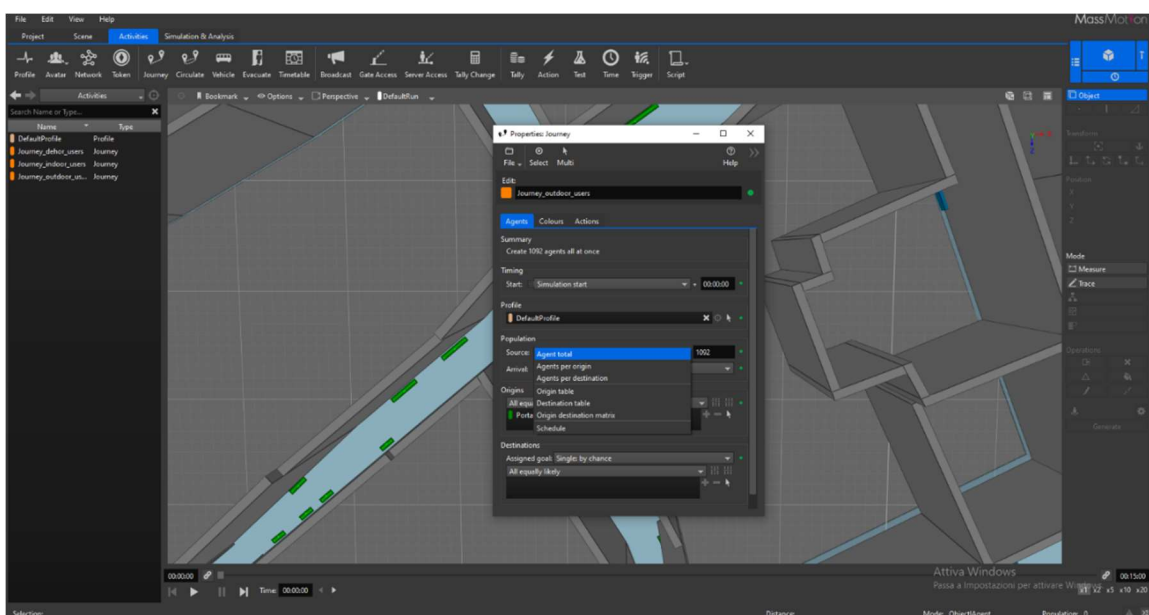 File Edit View Help
MassMotion
Project Scene Activities Simulation & Analysis
Profile Avatar Network Token Journey Circulate Vehicle Evacuate Timetable Broadcast Gate Access Server Access Tally Change Tally Action Test Time Trigger Script
Activities
Bookmark Options Perspective DefaultRun
Object
Search Name or Type...
Name Type
DefaultProfile Profile
Journey_dehor_users Journey
Journey_indoor_users Journey
Journey_outdoor_us... Journey
Properties: Journey
File Select Multi Help
Edit:
Journey_outdoor_users
Agents Colours Actions
Summary
Create 1092 agents all at once
Timing
Start: Simulation start 00:00:00
Profile
DefaultProfile
Population
Source: Agent total 1092
Arrival: Agents per origin
Agents per destination
Origins Origin table
All equ Destination table
Porta Origin destination matrix
Schedule
Destinations
Assigned goal: Single: by chance
All equally likely
Transform
Position
X
Y
Z
Mode
Measure
Trace
Operations
Generate
Attiva Windows
Passa a Impostazioni per attivare Windows
00:00:00 00:15:00
Time: 00:00:00 x1 x2 x5 x10 x20
Selection: Distance: Mode: Object|Agent Population: 0